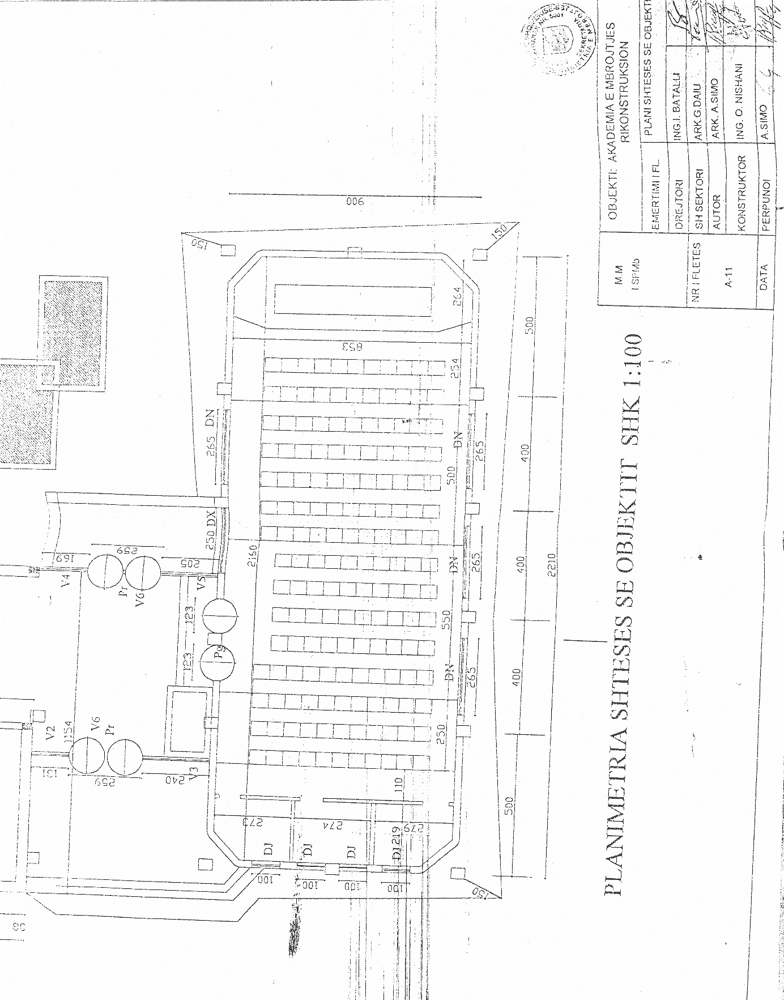 OBJEKTI: AKADEMIA E MBROJTJES
RIKONSTRUKSION
EMERTIMI I FL. PLANI SHTESES SE OBJEKTI
DREJTORI ING.I. BATALLI
SH SEKTORI ARK.G.DAIU
AUTOR ARK. A.SIMO
KONSTRUKTOR ING. O. NISHANI
PERPUNOI A.SIMO
M.M
NR I FLETES
A-11
DATA
PLANIMETRIA SHTESES SE OBJEKTIT SHK 1:100
900
150
150
264
853
254
500
265 DN
DN
265
500
400
250 DX
2160
DN
265
400
2210
550
DN
265
400
250
500
110
273
274
279
219
DJ
DJ
DJ
DJ
100
100
100
100
150
169
259
205
V4
Pr
V6
V5
123
123
Pg
V2
1154
V6
Pr
131
259
240
V3